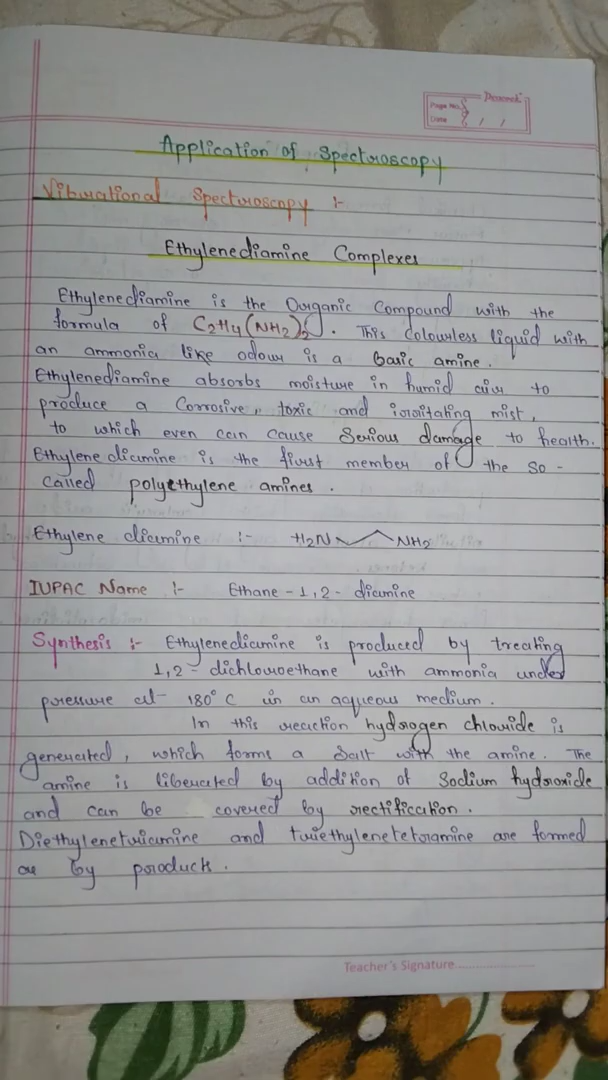 Page No.
Date / /
Application of Spectroscopy
Vibrational Spectroscopy :-
Ethylenediamine Complexes
Ethylenediamine is the Organic Compound with the
formula of C2H4(NH2)2. This Colourless liquid with
an ammonia like odour is a basic amine.
Ethylenediamine absorbs moisture in humid air to
produce a Corrosive, toxic and irritating mist,
to which even can cause Serious damage to health.
Ethylene diamine is the first member of the so -
called polyethylene amines.
Ethylene diamine :- H2N NH2
IUPAC Name :- Ethane - 1,2 - diamine
Synthesis :- Ethylenediamine is produced by treating
1,2 - dichloroethane with ammonia under
pressure at 180°C in an aqueous medium.
In this reaction hydrogen chloride is
generated, which forms a Salt with the amine. The
amine is liberated by addition of Sodium hydroxide
and can be covered by rectification.
Diethylenetriamine and triethylenetetramine are formed
as by product.
Teacher's Signature